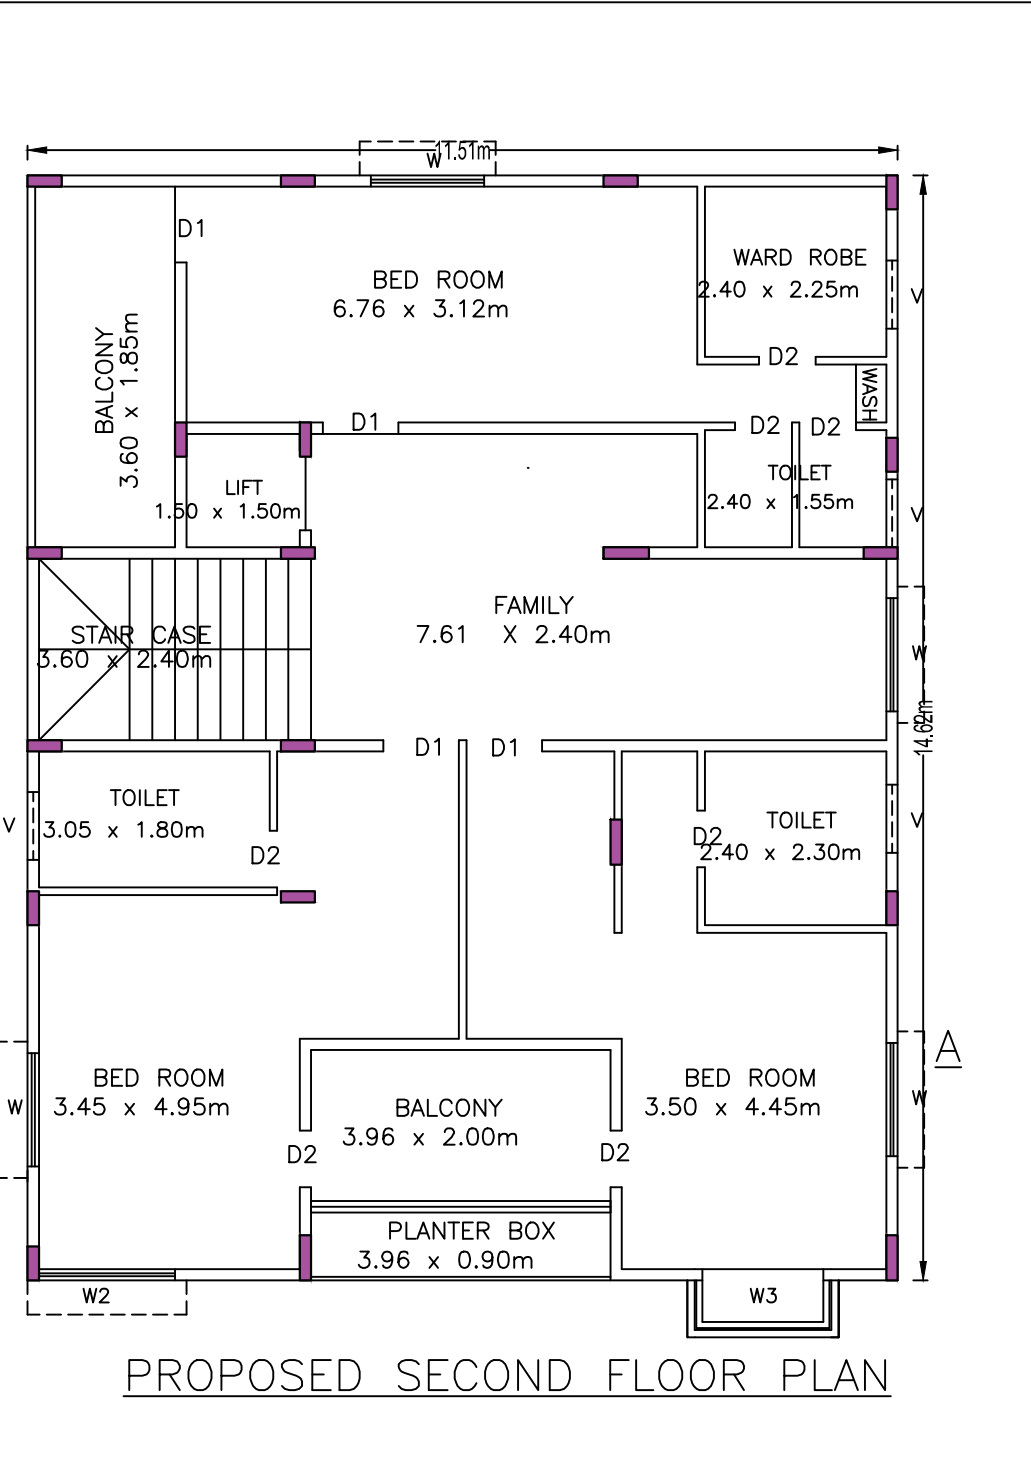 11.51m
W
D1
BED ROOM
6.76 x 3.12m
WARD ROBE
2.40 x 2.25m
V
BALCONY
3.60 x 1.85m
D2
WASH
D1
D2
D2
TOILET
2.40 x 1.55m
V
LIFT
1.50 x 1.50m
FAMILY
7.61 X 2.40m
STAIR CASE
3.60 x 2.40m
W
14.62m
D1
D1
TOILET
3.05 x 1.80m
V
D2
TOILET
2.40 x 2.30m
D2
V
A
BED ROOM
3.45 x 4.95m
W
BALCONY
3.96 x 2.00m
BED ROOM
3.50 x 4.45m
W
D2
D2
PLANTER BOX
3.96 x 0.90m
W2
W3
PROPOSED SECOND FLOOR PLAN